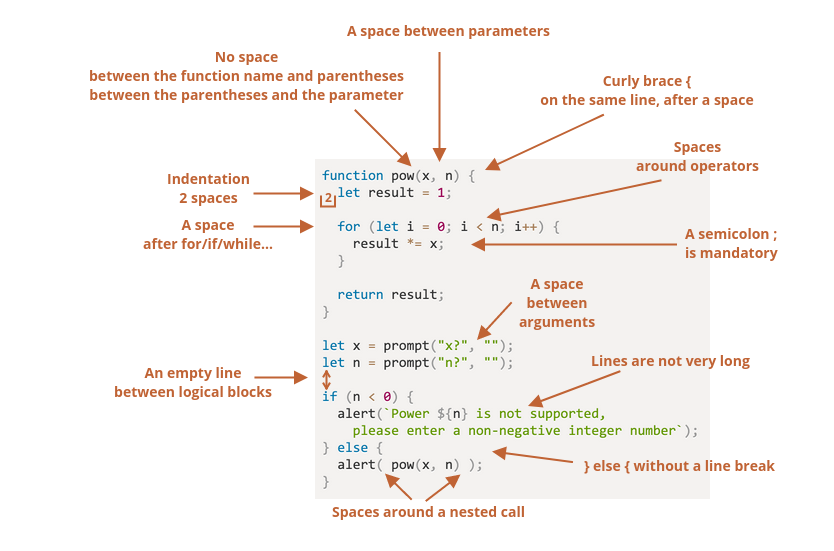 A space between parameters
No space
between the function name and parentheses
between the parentheses and the parameter
Curly brace {
on the same line, after a space
Spaces
around operators
Indentation
2 spaces
A space
after for/if/while...
A semicolon ;
is mandatory
function pow(x, n) {
2
let result = 1;
for (let i = 0; i < n; i++) {
result *= x;
}
return result;
}
A space
between
arguments
let x = prompt("x?", "");
let n = prompt("n?", "");
An empty line
between logical blocks
Lines are not very long
if (n < 0) {
alert(`Power ${n} is not supported,
please enter a non-negative integer number`);
} else {
alert( pow(x, n) );
}
} else { without a line break
Spaces around a nested call